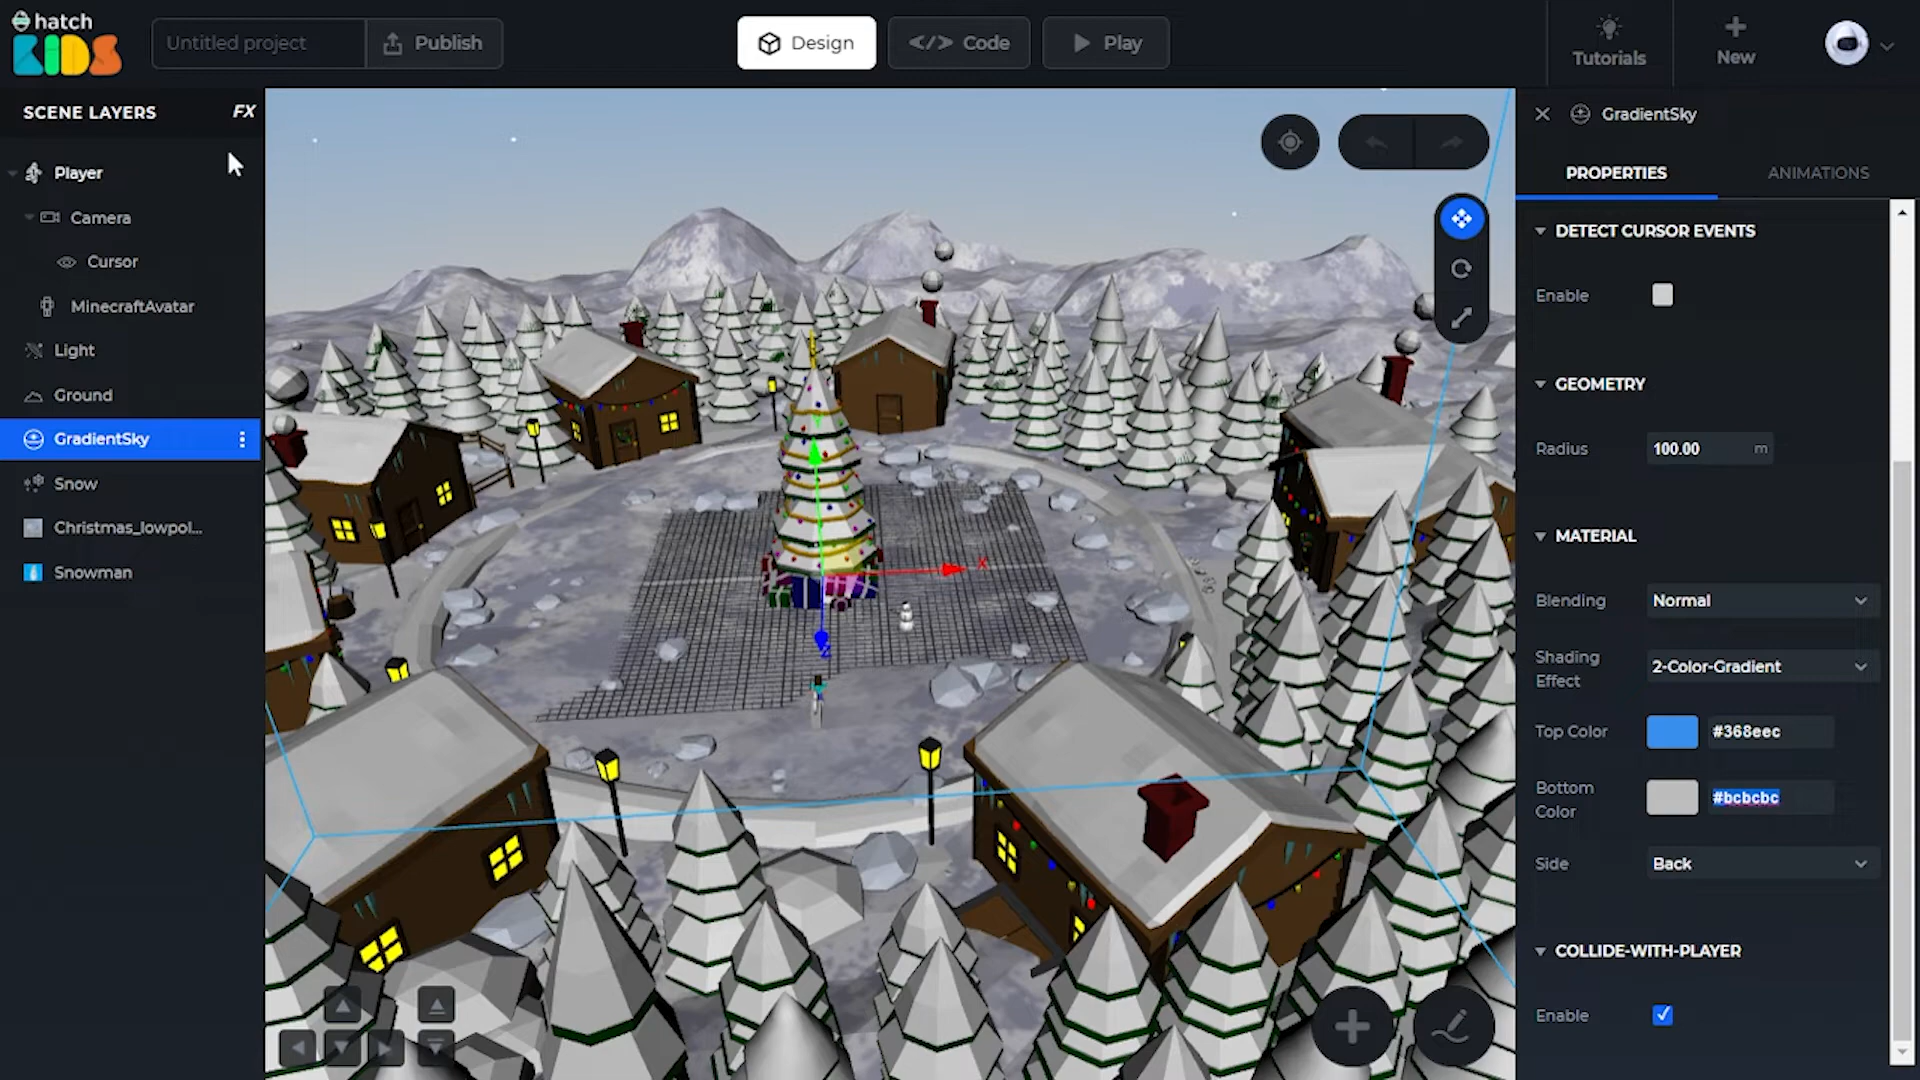 hatch
KIDS
Untitled project
Publish
Design
</> Code
Play
Tutorials
New
SCENE LAYERS
FX
Player
Camera
Cursor
MinecraftAvatar
Light
Ground
GradientSky
Snow
Christmas_lowpol...
Snowman
X
Y
Z
GradientSky
PROPERTIES
ANIMATIONS
DETECT CURSOR EVENTS
Enable
GEOMETRY
Radius
100.00
m
MATERIAL
Blending
Normal
Shading
Effect
2-Color-Gradient
Top Color
#368eec
Bottom
Color
#bcbcbc
Side
Back
COLLIDE-WITH-PLAYER
Enable